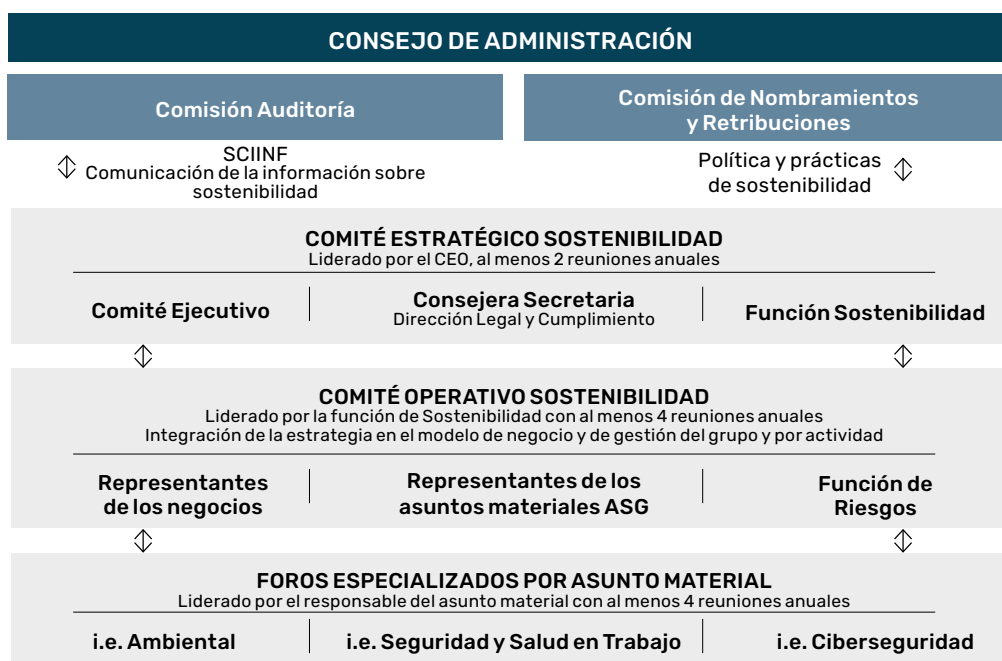 CONSEJO DE ADMINISTRACIÓN
Comisión Auditoría
Comisión de Nombramientos
y Retribuciones
SCIINF
Comunicación de la información sobre
sostenibilidad
Política y prácticas
de sostenibilidad
COMITÉ ESTRATÉGICO SOSTENIBILIDAD
Liderado por el CEO, al menos 2 reuniones anuales
Comité Ejecutivo
Consejera Secretaria
Dirección Legal y Cumplimiento
Función Sostenibilidad
COMITÉ OPERATIVO SOSTENIBILIDAD
Liderado por la función de Sostenibilidad con al menos 4 reuniones anuales
Integración de la estrategia en el modelo de negocio y de gestión del grupo y por actividad
Representantes
de los negocios
Representantes de los
asuntos materiales ASG
Función de
Riesgos
FOROS ESPECIALIZADOS POR ASUNTO MATERIAL
Liderado por el responsable del asunto material con al menos 4 reuniones anuales
i.e. Ambiental
i.e. Seguridad y Salud en Trabajo
i.e. Ciberseguridad